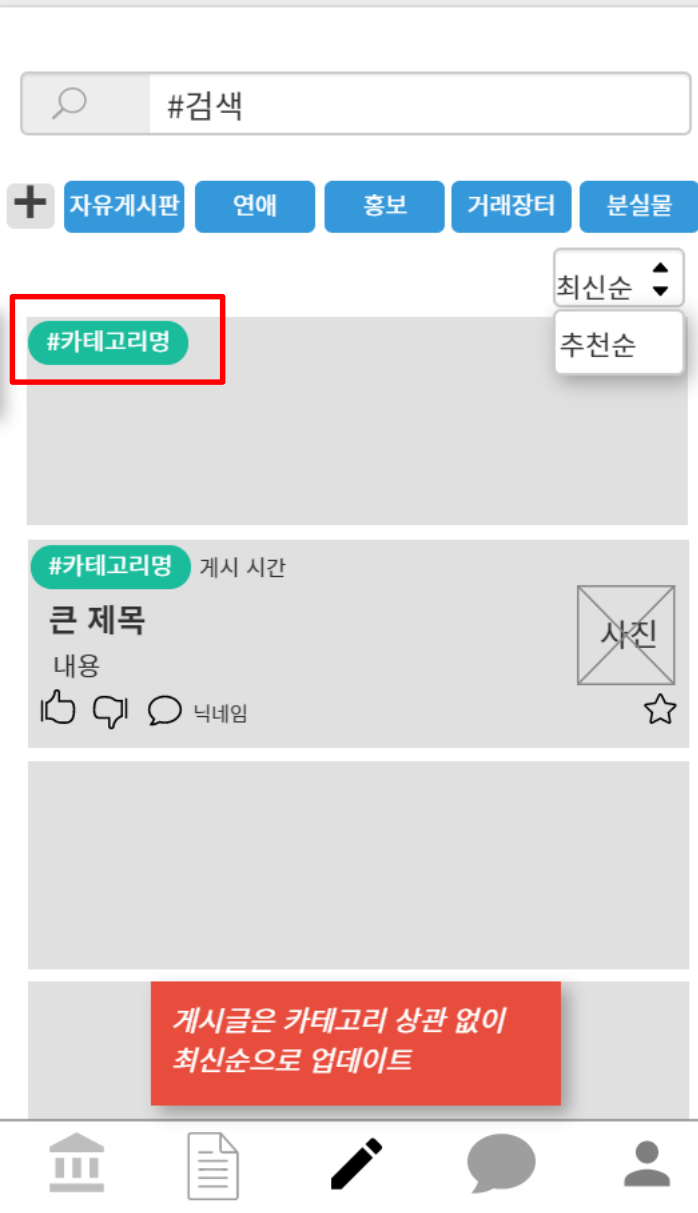 #검색
자유게시판 연애 홍보 거래장터 분실물
최신순
#카테고리명 추천순
#카테고리명 게시 시간
큰 제목
사진
내용
닉네임
게시글은 카테고리 상관 없이
최신순으로 업데이트